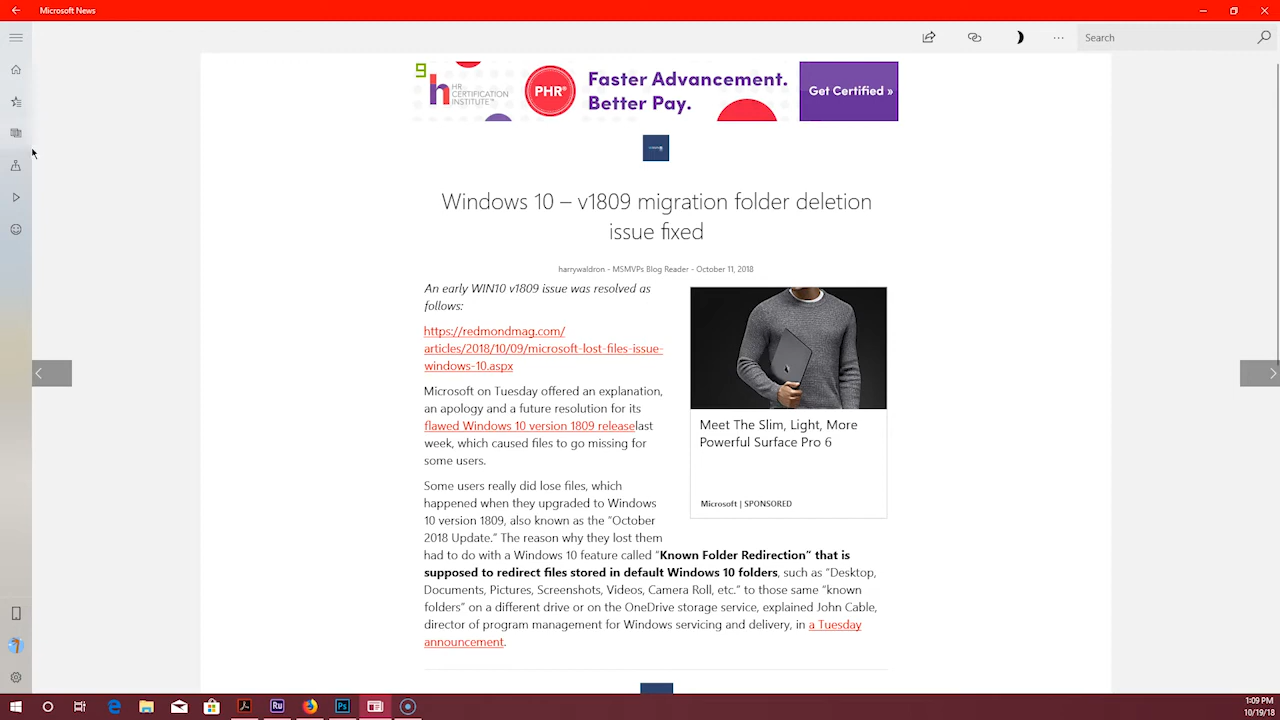 Microsoft News
Search
9
HR CERTIFICATION INSTITUTE™
PHR®
Faster Advancement.
Better Pay.
Get Certified »
Windows 10 – v1809 migration folder deletion
issue fixed
harrywaldron - MSMVPs Blog Reader - October 11, 2018
An early WIN10 v1809 issue was resolved as
follows:
https://redmondmag.com/
articles/2018/10/09/microsoft-lost-files-issue-
windows-10.aspx
Microsoft on Tuesday offered an explanation,
an apology and a future resolution for its
flawed Windows 10 version 1809 releaselast
week, which caused files to go missing for
some users.
Meet The Slim, Light, More
Powerful Surface Pro 6
Microsoft | SPONSORED
Some users really did lose files, which
happened when they upgraded to Windows
10 version 1809, also known as the “October
2018 Update.” The reason why they lost them
had to do with a Windows 10 feature called “Known Folder Redirection” that is
supposed to redirect files stored in default Windows 10 folders, such as “Desktop,
Documents, Pictures, Screenshots, Videos, Camera Roll, etc.” to those same “known
folders” on a different drive or on the OneDrive storage service, explained John Cable,
director of program management for Windows servicing and delivery, in a Tuesday
announcement.
Ru
Ps
1:09 PM
10/19/18